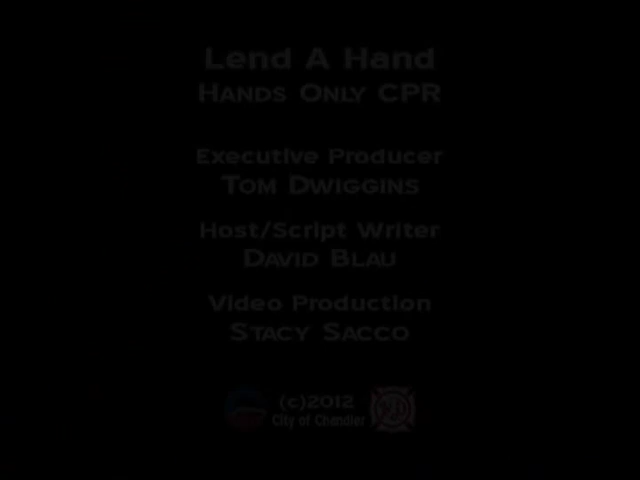 Lend A Hand
HANDS ONLY CPR
Executive Producer
TOM DWIGGINS
Host/Script Writer
DAVID BLAU
Video Production
STACY SACCO
(c)2012
City of Chandler